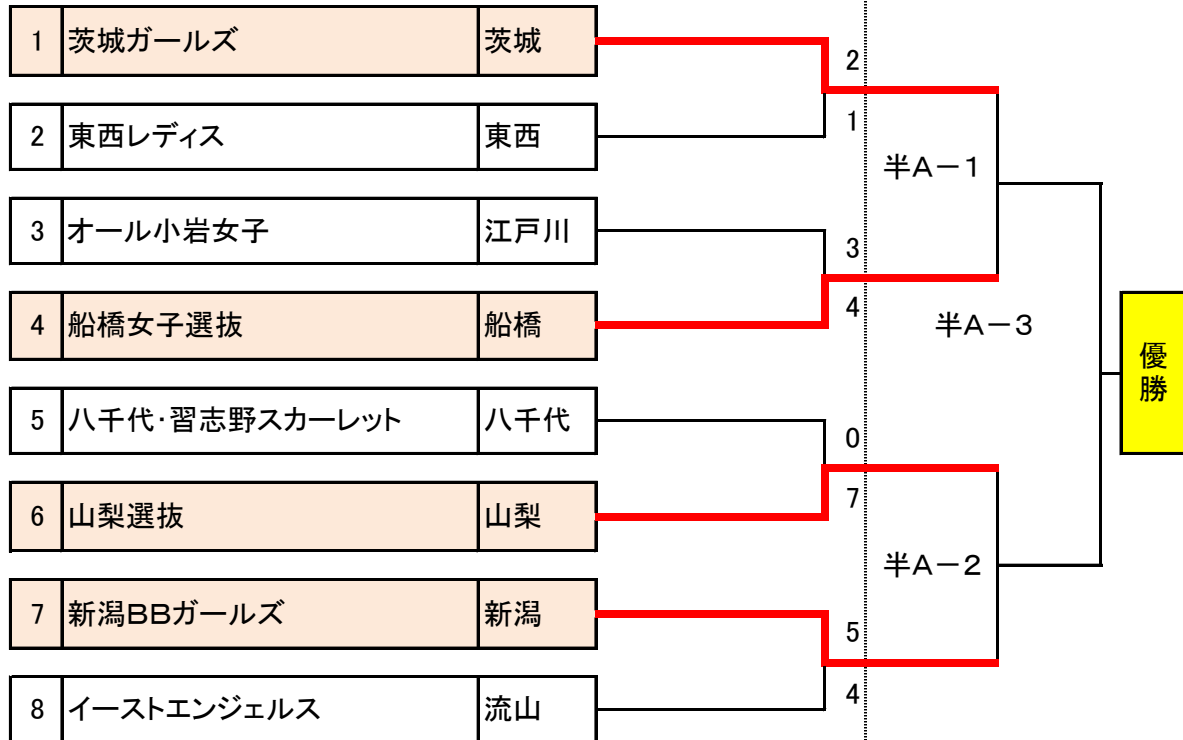 1 茨城ガールズ 茨城
2
1
2 東西レディス 東西
半A－1
3 オール小岩女子 江戸川
3
4
4 船橋女子選抜 船橋
半A－3
優勝
5 八千代・習志野スカーレット 八千代
0
7
6 山梨選抜 山梨
半A－2
7 新潟BBガールズ 新潟
5
4
8 イーストエンジェルス 流山